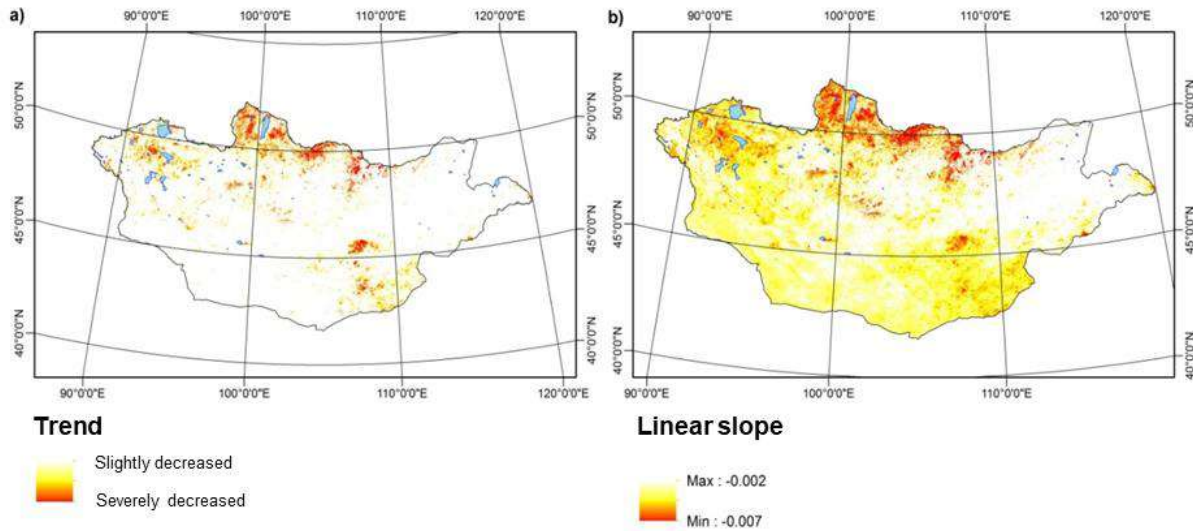 a)
90°0'0"E
100°0'0"E
110°0'0"E
120°0'0"E
50°0'0"N
45°0'0"N
40°0'0"N
50°0'0"N
45°0'0"N
40°0'0"N
90°0'0"E
100°0'0"E
110°0'0"E
120°0'0"E
Trend
Slightly decreased
Severely decreased
b)
90°0'0"E
100°0'0"E
110°0'0"E
120°0'0"E
50°0'0"N
45°0'0"N
40°0'0"N
50°0'0"N
45°0'0"N
40°0'0"N
90°0'0"E
100°0'0"E
110°0'0"E
Linear slope
Max : -0.002
Min : -0.007